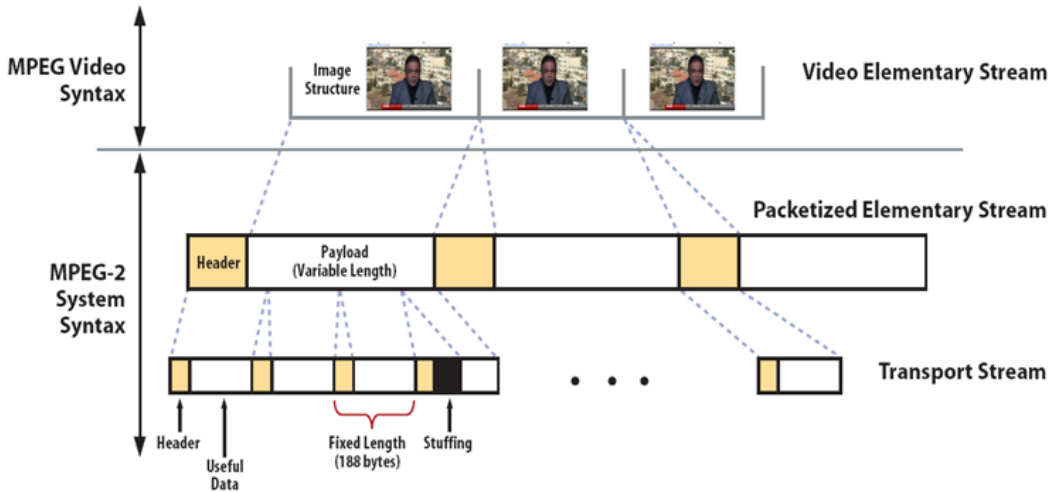 MPEG Video
Syntax
Image
Structure
Video Elementary Stream
Packetized Elementary Stream
Header
Payload
(Variable Length)
MPEG-2
System
Syntax
Transport Stream
Header
Useful
Data
Fixed Length
(188 bytes)
Stuffing